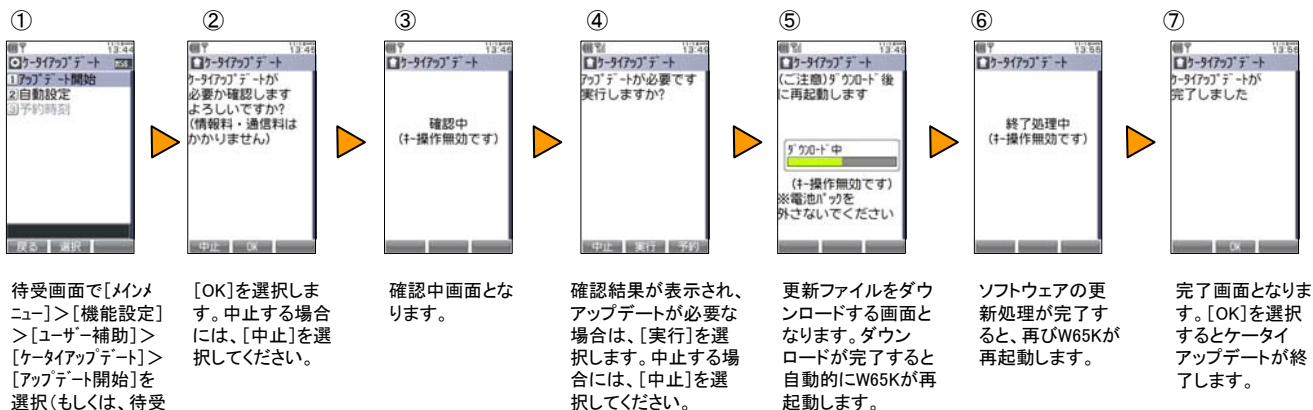 ① ② ③ ④ ⑤ ⑥ ⑦
13:44
ケータイアップデート
1アップデート開始
2自動設定
3予約時刻
戻る 選択
ケータイアップデート
ケータイアップデートが
必要か確認します
よろしいですか?
(情報料・通信料は
かかりません)
中止 OK
13:46
ケータイアップデート
確認中
(キー操作無効です)
13:49
ケータイアップデート
アップデートが必要です
実行しますか?
中止 実行 予約
13:49
ケータイアップデート
(ご注意)ダウンロード後
に再起動します
ダウンロード中
(キー操作無効です)
※電池パックを
外さないでください
ケータイアップデート
終了処理中
(キー操作無効です)
ケータイアップデート
ケータイアップデートが
完了しました
OK
待受画面で[メインメ
ニュー]>[機能設定]
>[ユーザー補助]>
[ケータイアップデート]>
[アップデート開始]を
選択(もしくは、待受
[OK]を選択しま
す。中止する場合
には、[中止]を選
択してください。
確認中画面とな
ります。
確認結果が表示され、
アップデートが必要な
場合は、[実行]を選
択します。中止する場
合には、[中止]を選
択してください。
更新ファイルをダウ
ンロードする画面と
なります。ダウン
ロードが完了すると
自動的にW65Kが再
起動します。
ソフトウェアの更
新処理が完了す
ると、再びW65Kが
再起動します。
完了画面となりま
す。[OK]を選択
するとケータイ
アップデートが終
了します。